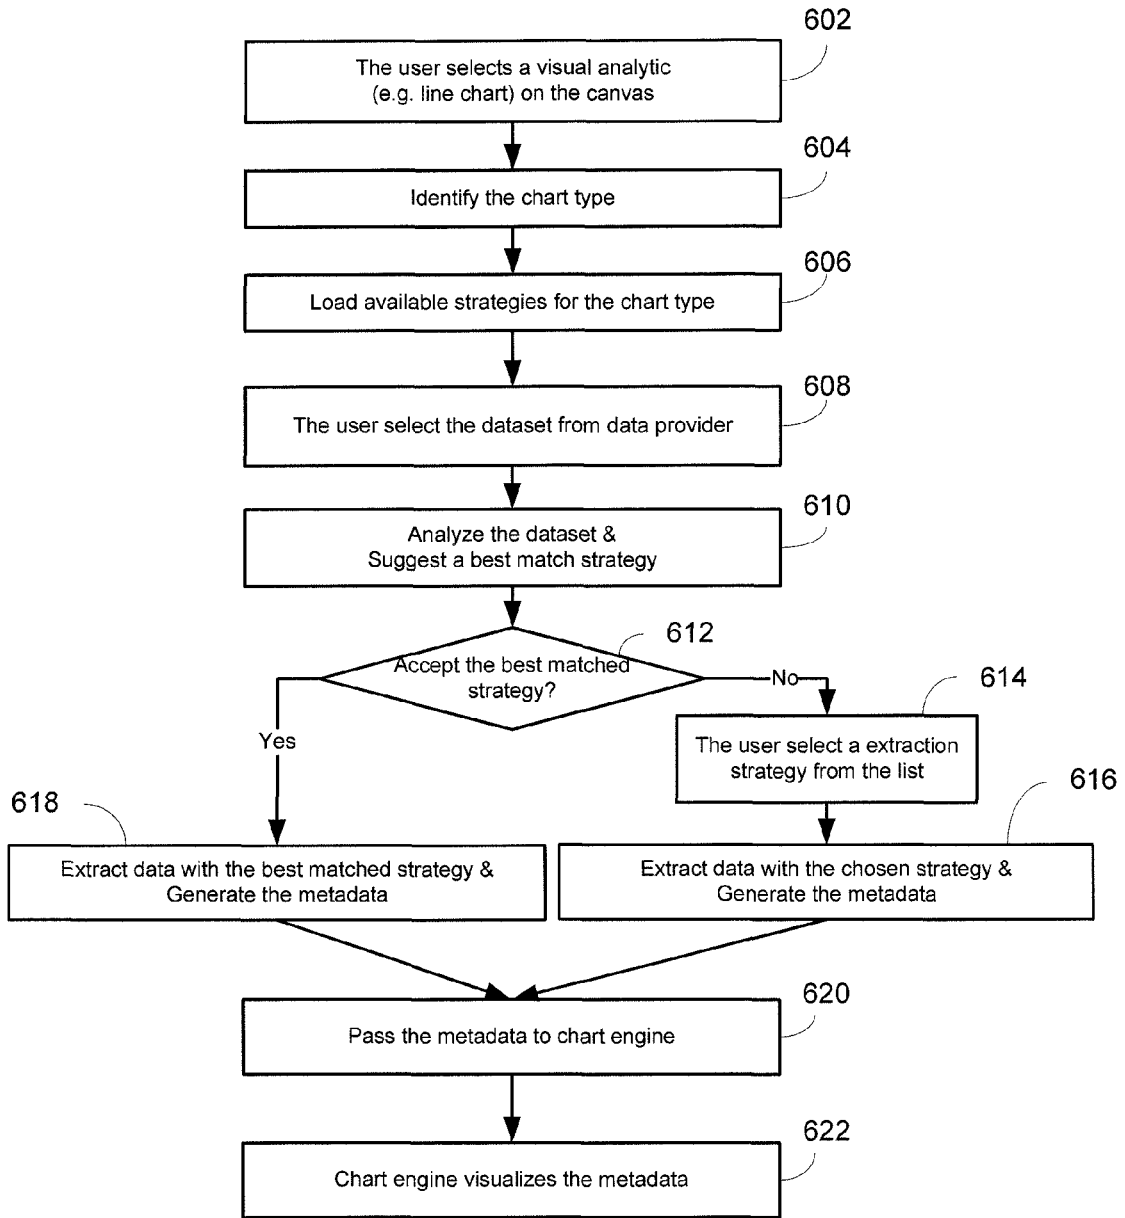 602
The user selects a visual analytic
(e.g. line chart) on the canvas
604
Identify the chart type
606
Load available strategies for the chart type
608
The user select the dataset from data provider
610
Analyze the dataset &
Suggest a best match strategy
612
Accept the best matched
strategy?
No
614
Yes
The user select a extraction
strategy from the list
618
616
Extract data with the best matched strategy &
Generate the metadata
Extract data with the chosen strategy &
Generate the metadata
620
Pass the metadata to chart engine
622
Chart engine visualizes the metadata